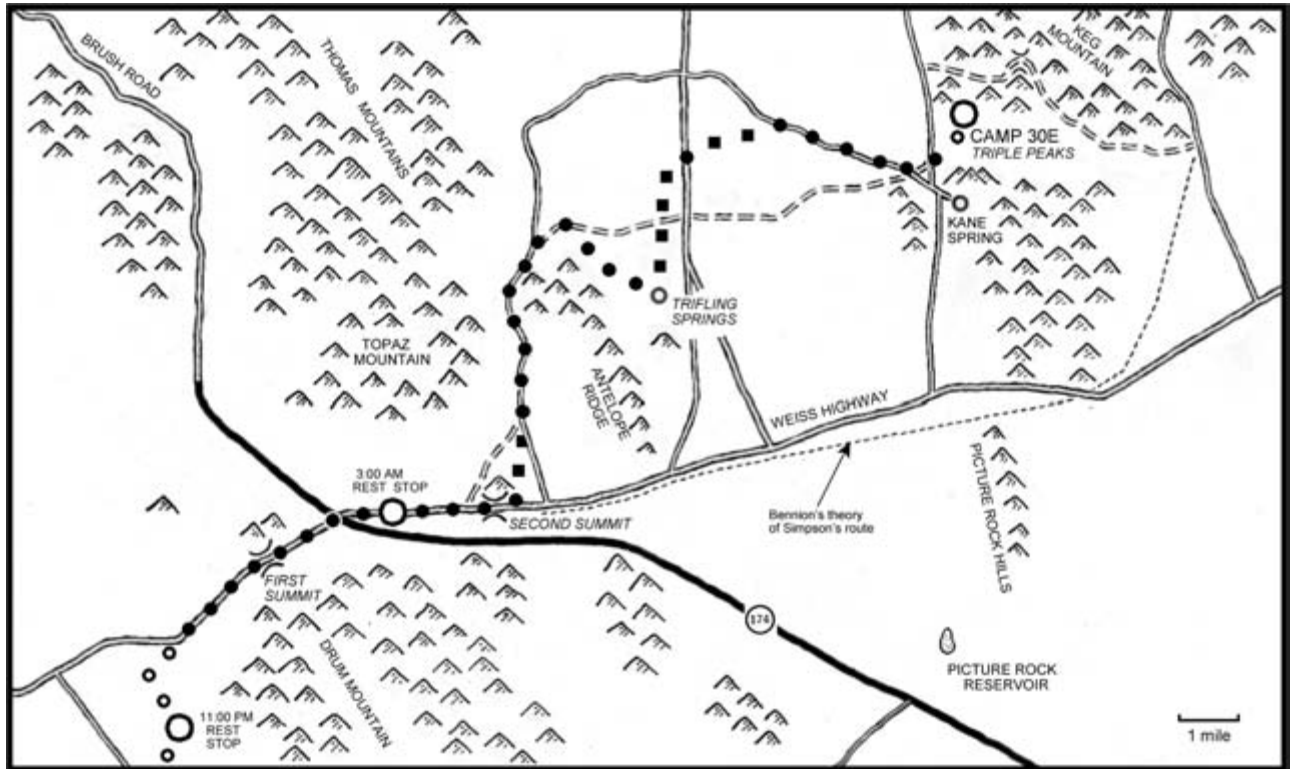 BRUSH ROAD
THOMAS MOUNTAINS
KEG
MOUNTAIN
CAMP 30E
TRIPLE PEAKS
KANE
SPRING
TRIFLING
SPRINGS
TOPAZ
MOUNTAIN
ANTELOPE
RIDGE
WEISS HIGHWAY
3:00 AM
REST STOP
SECOND SUMMIT
Bennion's theory
of Simpson's route
PICTURE ROCK HILLS
FIRST
SUMMIT
174
DRUM MOUNTAIN
PICTURE ROCK
RESERVOIR
11:00 PM
REST
STOP
1 mile